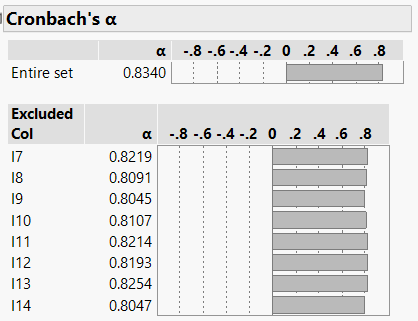 Cronbach's α
α -.8 -.6 -.4 -.2 0 .2 .4 .6 .8
Entire set 0.8340
Excluded
Col α -.8 -.6 -.4 -.2 0 .2 .4 .6 .8
I7 0.8219
I8 0.8091
I9 0.8045
I10 0.8107
I11 0.8214
I12 0.8193
I13 0.8254
I14 0.8047